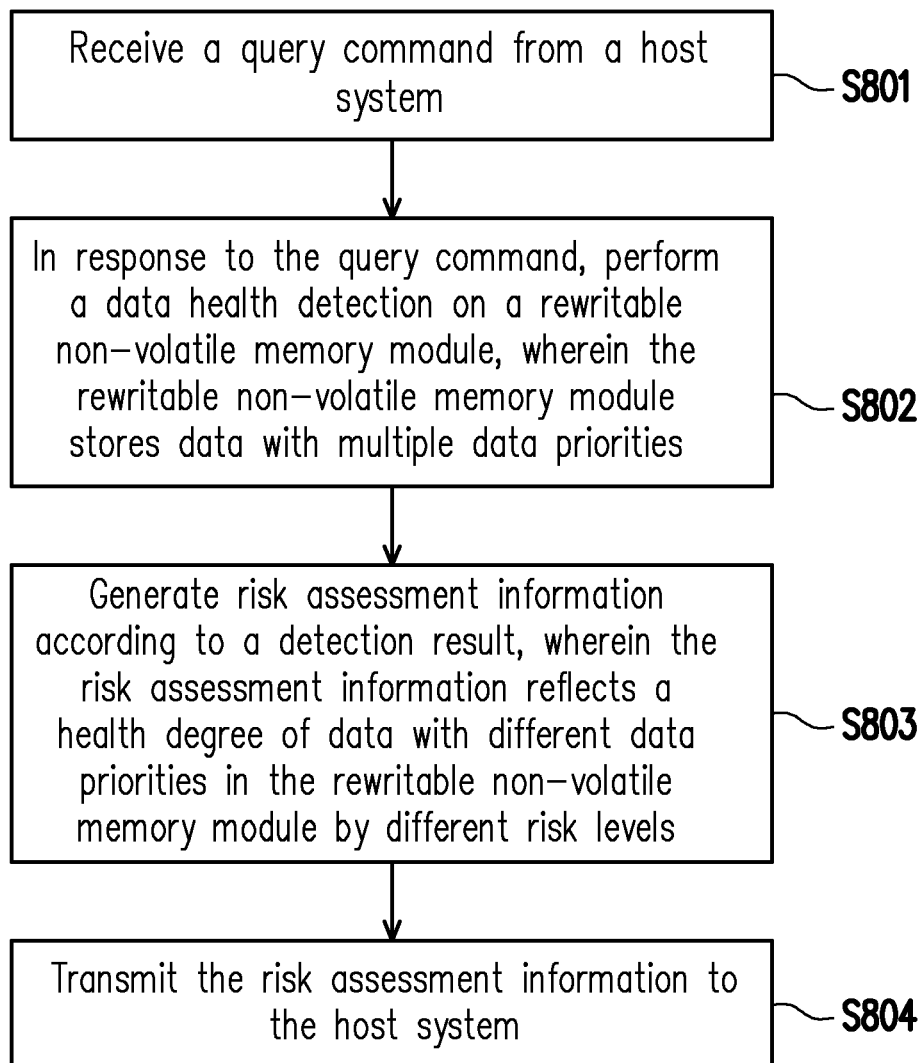 Receive a query command from a host
system
S801
In response to the query command, perform
a data health detection on a rewritable
non-volatile memory module, wherein the
rewritable non-volatile memory module
stores data with multiple data priorities
S802
Generate risk assessment information
according to a detection result, wherein the
risk assessment information reflects a
health degree of data with different data
priorities in the rewritable non-volatile
memory module by different risk levels
S803
Transmit the risk assessment information to
the host system
S804